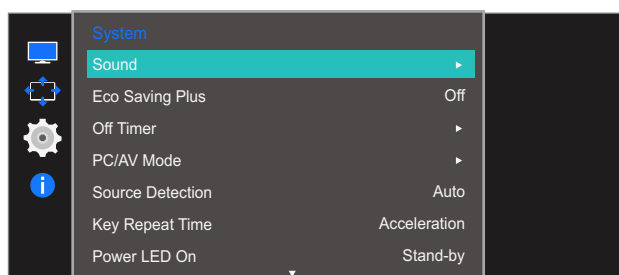 System
Sound
Eco Saving Plus Off
Off Timer
PC/AV Mode
Source Detection Auto
Key Repeat Time Acceleration
Power LED On Stand-by